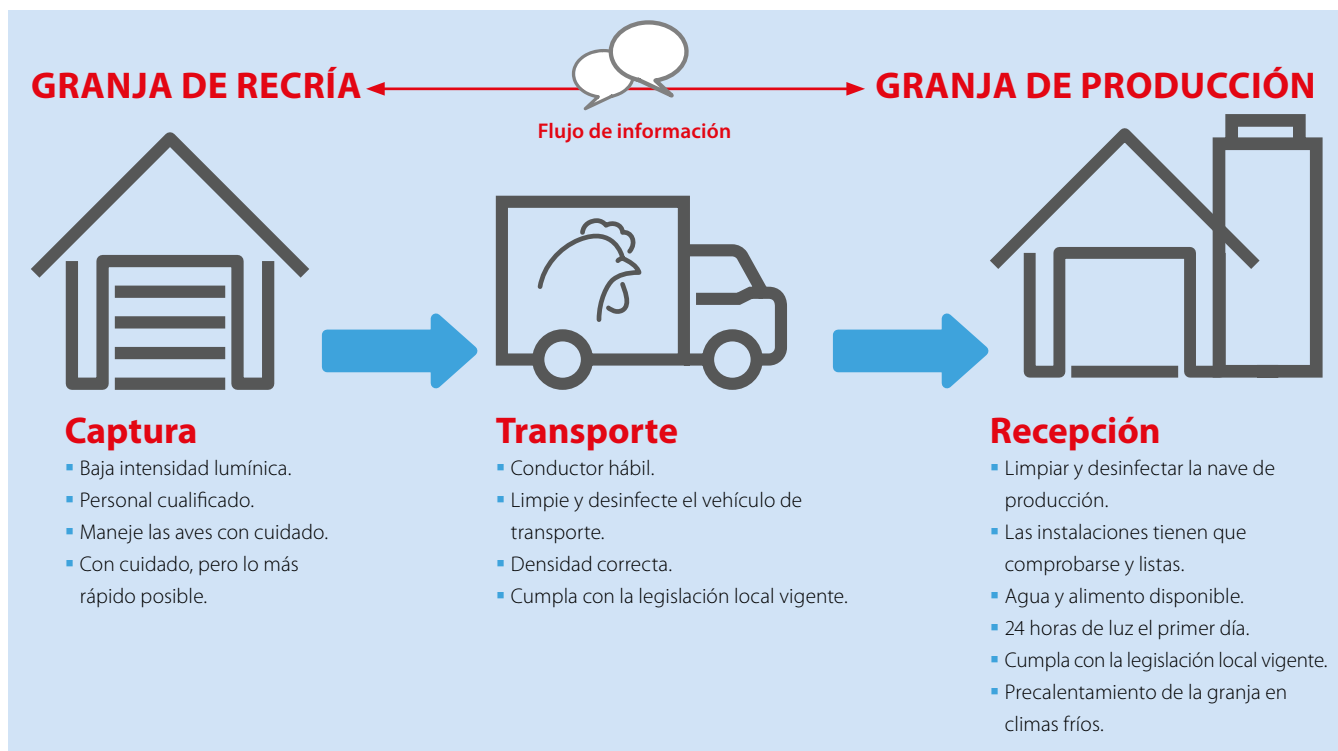 GRANJA DE RECRÍA
GRANJA DE PRODUCCIÓN
Flujo de información
Captura
▪ Baja intensidad lumínica.
▪ Personal cualificado.
▪ Maneje las aves con cuidado.
▪ Con cuidado, pero lo más
rápido posible.
Transporte
▪ Conductor hábil.
▪ Limpie y desinfecte el vehículo de
transporte.
▪ Densidad correcta.
▪ Cumpla con la legislación local vigente.
Recepción
▪ Limpiar y desinfectar la nave de
producción.
▪ Las instalaciones tienen que
comprobarse y listas.
▪ Agua y alimento disponible.
▪ 24 horas de luz el primer día.
▪ Cumpla con la legislación local vigente.
▪ Precalentamiento de la granja en
climas fríos.